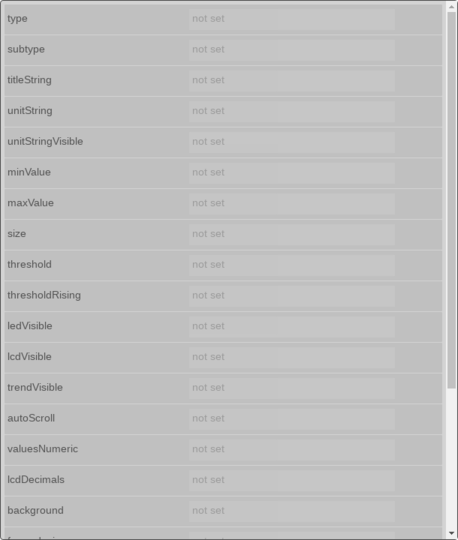 type not set
subtype not set
titleString not set
unitString not set
unitStringVisible not set
minValue not set
maxValue not set
size not set
threshold not set
thresholdRising not set
ledVisible not set
lcdVisible not set
trendVisible not set
autoScroll not set
valuesNumeric not set
lcdDecimals not set
background not set